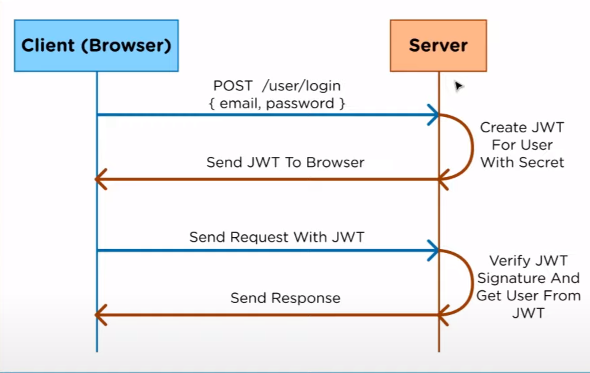 Client (Browser)
Server
POST /user/login
{ email, password }
Create JWT
For User
With Secret
Send JWT To Browser
Send Request With JWT
Verify JWT
Signature And
Get User From
JWT
Send Response